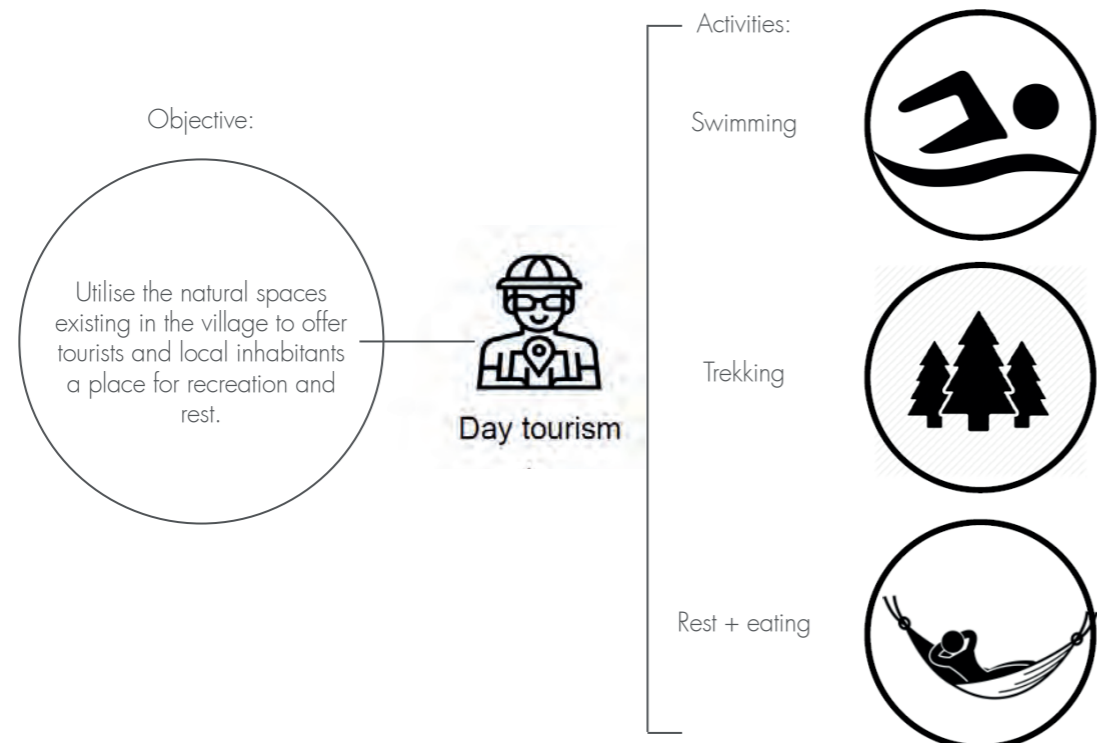 Objective:
Utilise the natural spaces
existing in the village to offer
tourists and local inhabitants
a place for recreation and
rest.
Day tourism
Activities:
Swimming
Trekking
Rest + eating